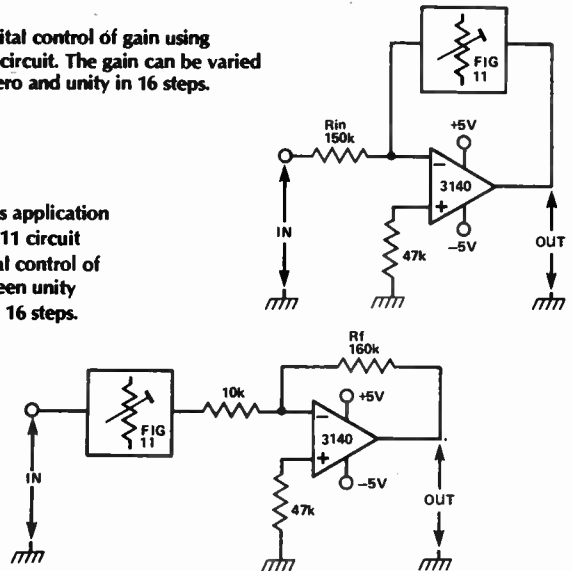 ital control of gain using
circuit. The gain can be varied
ero and unity in 16 steps.
FIG
11
Rin
150k
+5V
3140
−
+
−5V
IN
47k
OUT
s application
11 circuit
al control of
een unity
16 steps.
Rf
160k
10k
FIG
11
+5V
3140
−
+
−5V
IN
47k
OUT